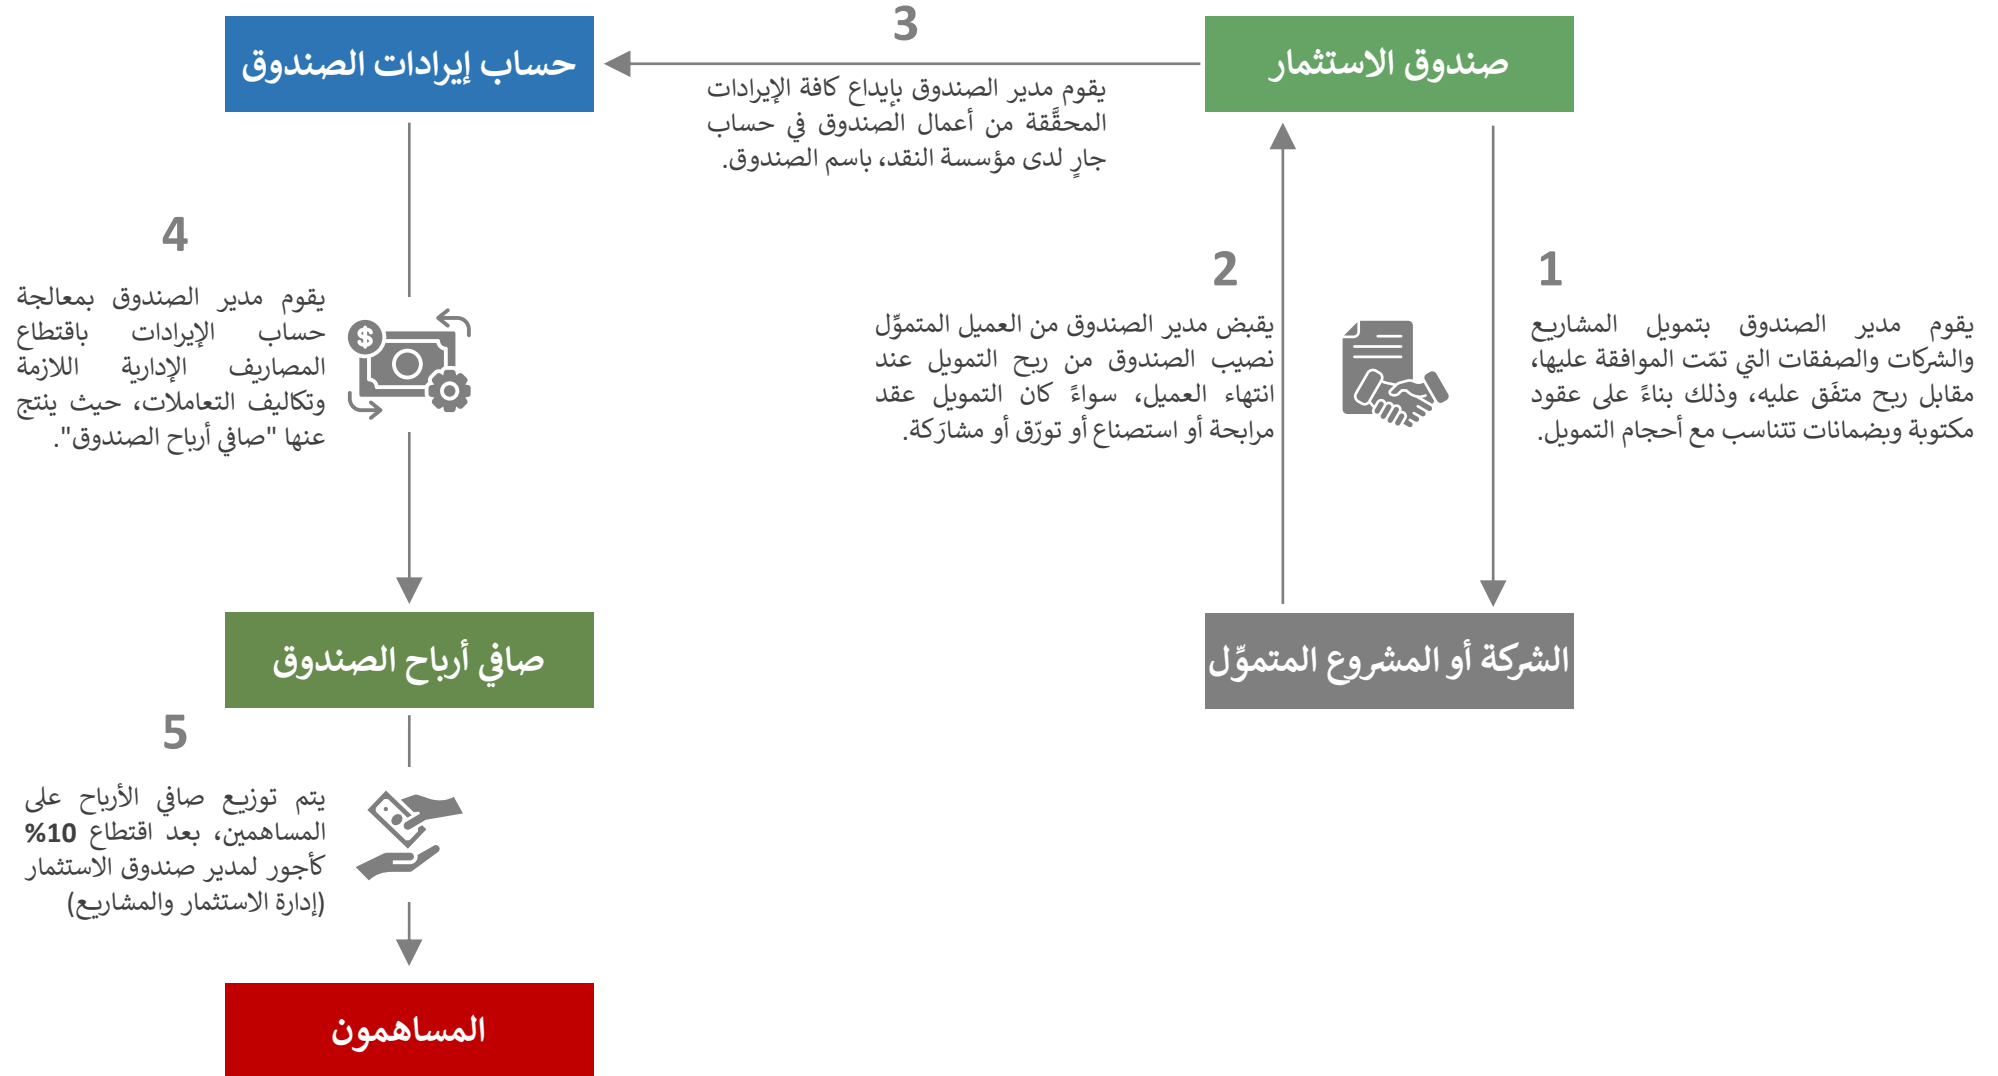 صندوق الاستثمار
1
يقوم مدير الصندوق بتمويل المشاريع
والشركات والصفقات التي تمّت الموافقة عليها،
مقابل ربح متفَق عليه، وذلك بناءً على عقود
مكتوبة وبضمانات تتناسب مع أحجام التمويل.
الشركة أو المشروع المتموِّل
2
يقبض مدير الصندوق من العميل المتموِّل
نصيب الصندوق من ربح التمويل عند
انتهاء العميل، سواءً كان التمويل عقد
مرابحة أو استصناع أو تورّق أو مشارَكة.
3
يقوم مدير الصندوق بإيداع كافة الإيرادات
المحقَّققة من أعمال الصندوق في حساب
جارٍ لدى مؤسسة النقد، باسم الصندوق.
حساب إيرادات الصندوق
4
يقوم مدير الصندوق بمعالجة
حساب الإيرادات باقتطاع
المصاريف الإدارية اللازمة
وتكاليف التعاملات، حيث ينتج
عنها "صافي أرباح الصندوق".
$
صافي أرباح الصندوق
5
يتم توزيع صافي الأرباح على
المساهمين، بعد اقتطاع 10%
كأجور لمدير صندوق الاستثمار
(إدارة الاستثمار والمشاريع)
المساهمون